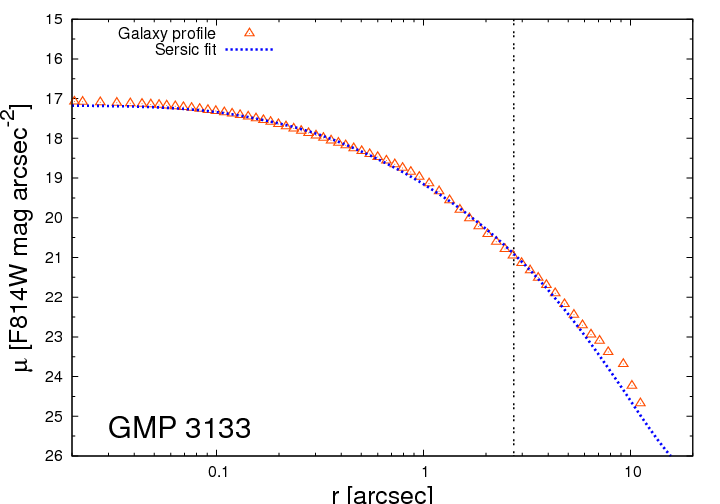 Galaxy profile
Sersic fit
15
16
17
18
19
20
21
22
23
24
25
26
μ [F814W mag arcsec⁻²]
GMP 3133
0.1 1 10
r [arcsec]